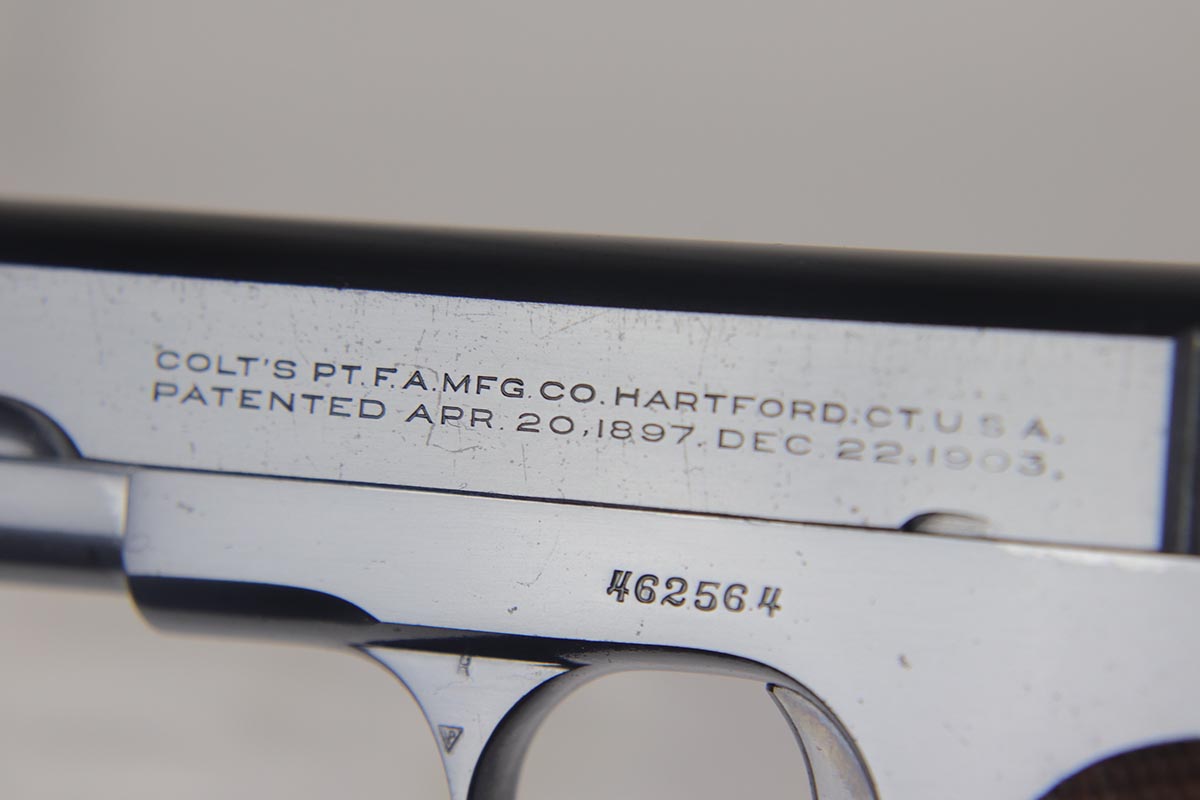 COLT'S PT.F.A.MFG.CO.HARTFORD,CT.U.S.A.
PATENTED APR.20,1897.DEC.22,1903.
462564